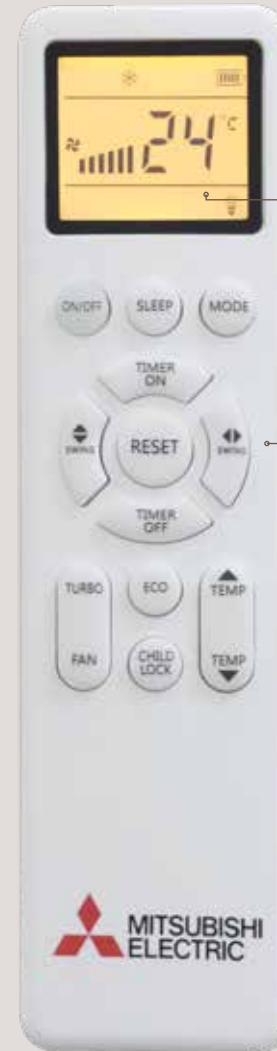 24°C
ON/OFF SLEEP MODE
TIMER
ON
SWING RESET SWING
TIMER
OFF
TURBO ECO TEMP
FAN CHILD
LOCK TEMP
MITSUBISHI
ELECTRIC